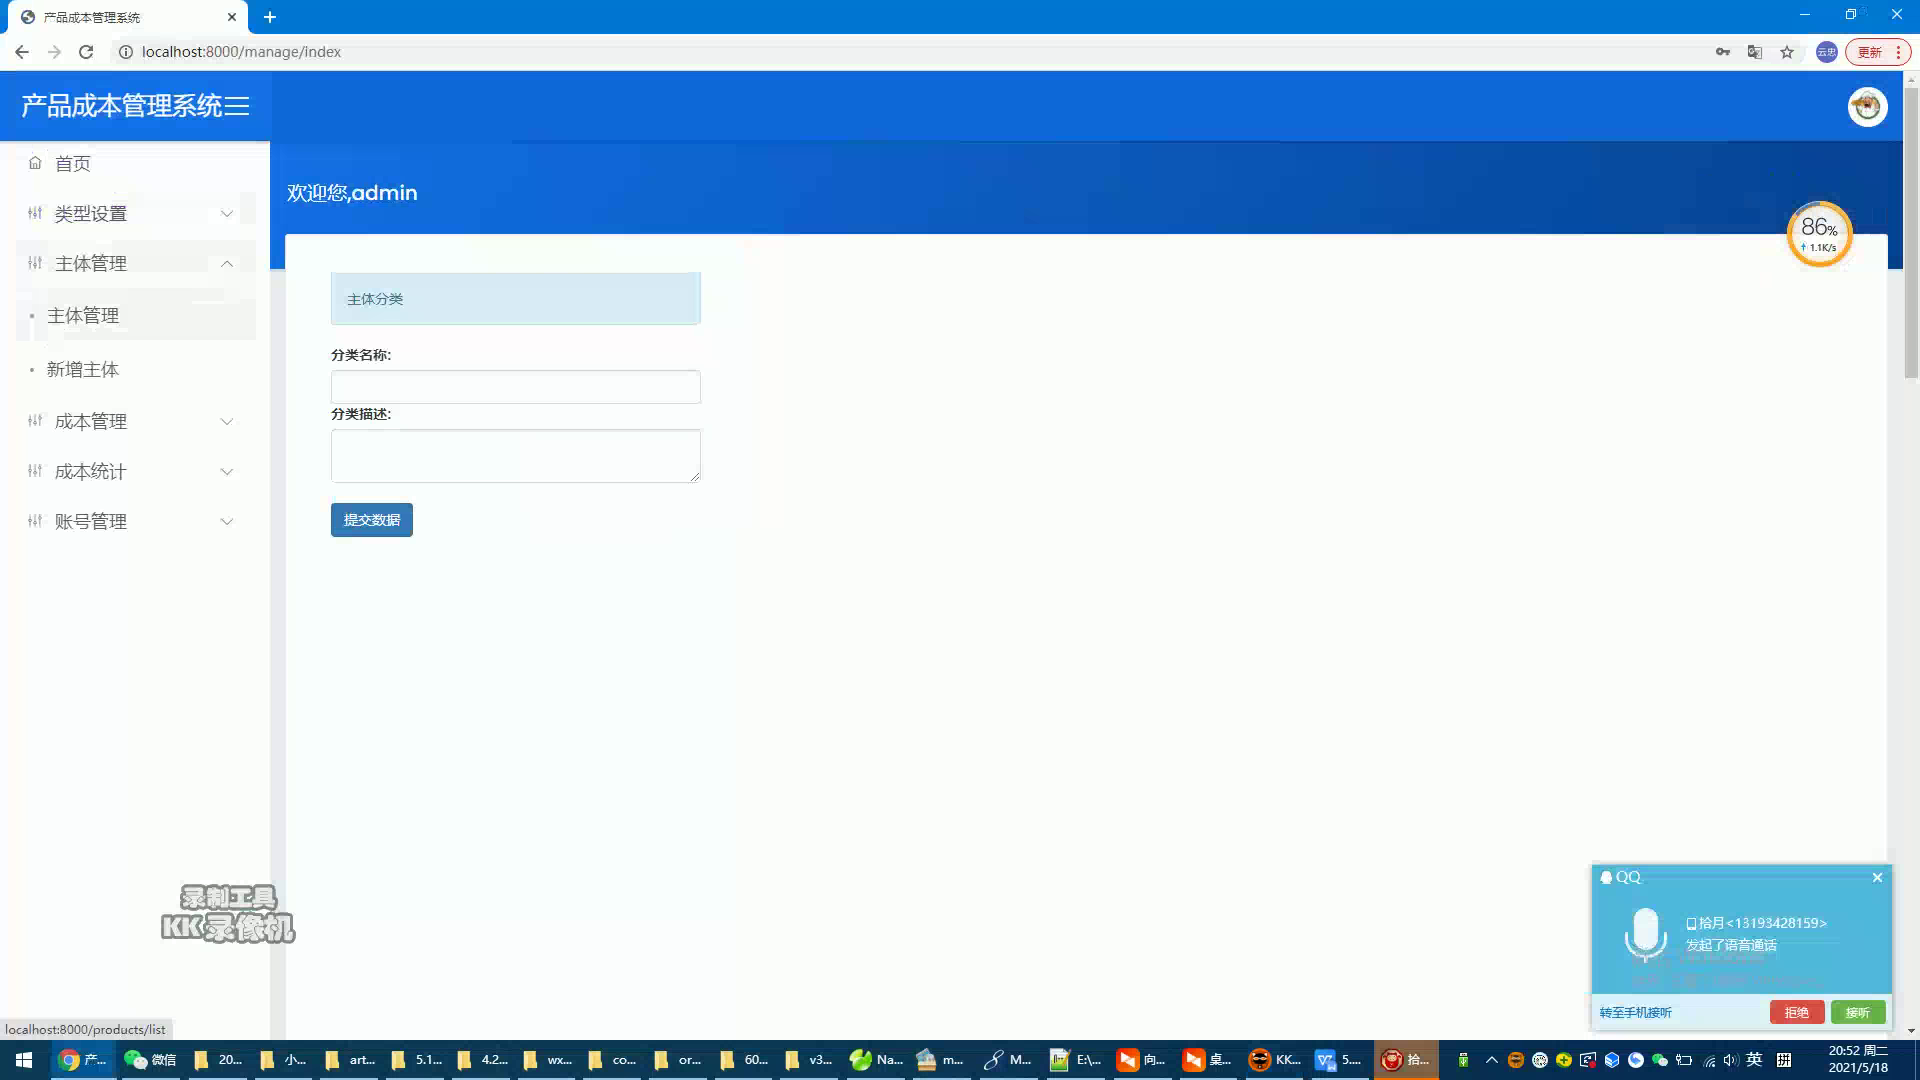 产品成本管理系统
localhost:8000/manage/index
云忠
更新
产品成本管理系统
首页
类型设置
主体管理
主体管理
新增主体
成本管理
成本统计
账号管理
欢迎您,admin
86%
1.1K/s
主体分类
分类名称:
分类描述:
提交数据
录制工具
KK录像机
QQ
拾月<13193428159>
发起了语音通话
转至手机接听
拒绝
接听
localhost:8000/products/list
产...
微信
20...
小...
art...
5.1...
4.2...
wx...
co...
or...
60...
v3...
Na...
m...
M...
E:\...
向...
桌...
KK...
5....
拾...
英
拼
20:52 周二
2021/5/18